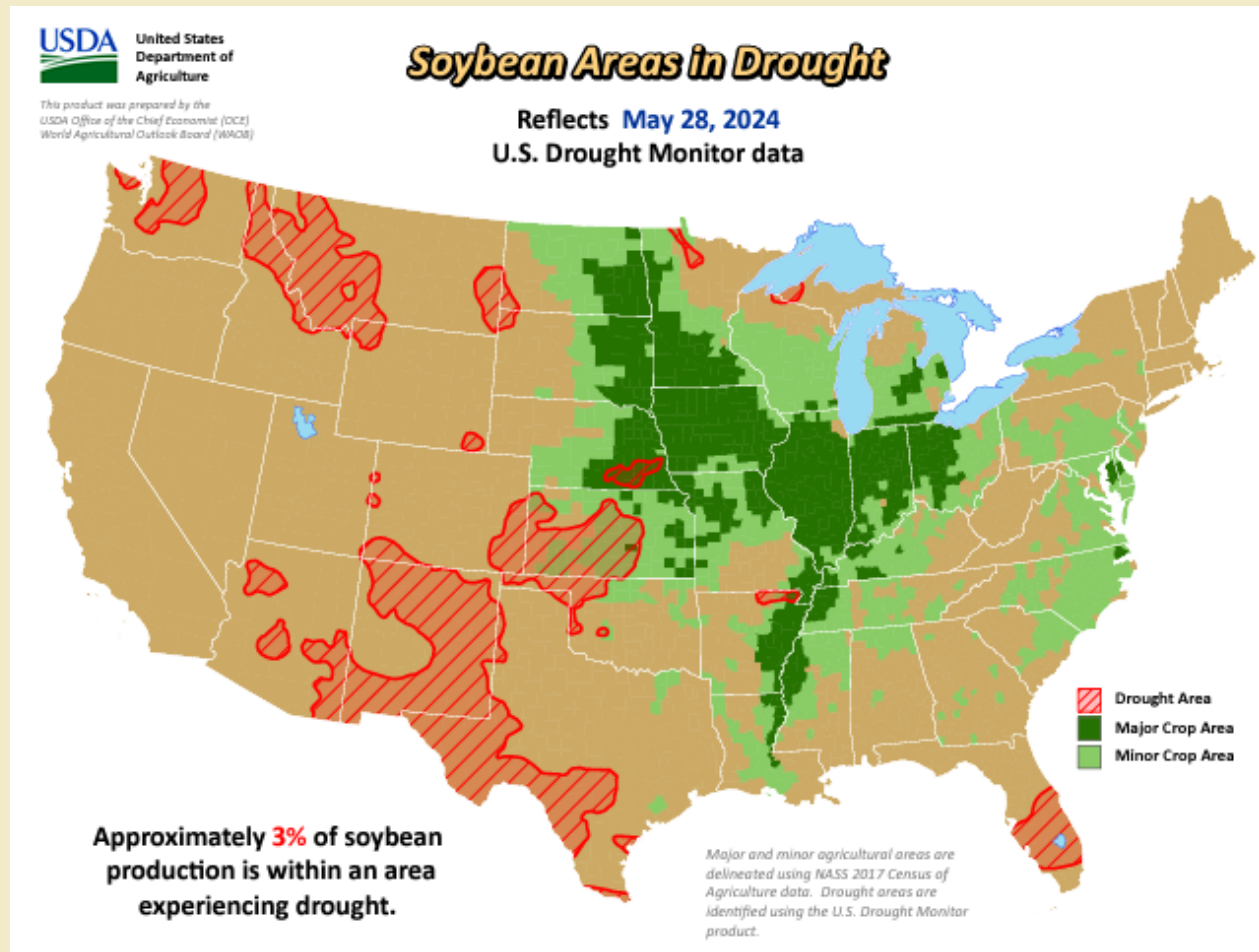 USDA
United States
Department of
Agriculture
This product was prepared by the
USDA Office of the Chief Economist (OCE)
World Agricultural Outlook Board (WAOB)
Soybean Areas in Drought
Reflects May 28, 2024
U.S. Drought Monitor data
Drought Area
Major Crop Area
Minor Crop Area
Approximately 3% of soybean
production is within an area
experiencing drought.
Major and minor agricultural areas are
delineated using NASS 2017 Census of
Agriculture data. Drought areas are
identified using the U.S. Drought Monitor
product.